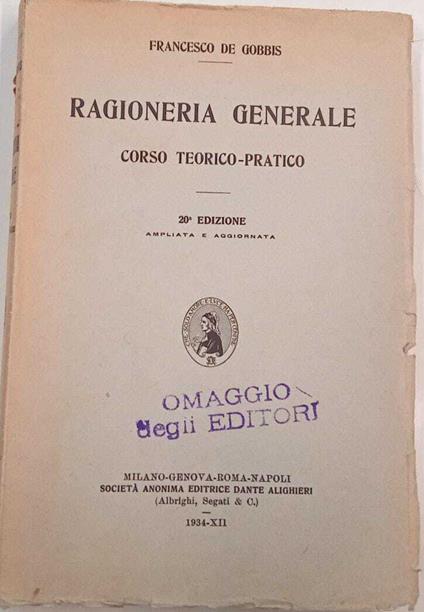 FRANCESCO DE GOBBIS
RAGIONERIA GENERALE
CORSO TEORICO-PRATICO
20ª EDIZIONE
AMPLIATA E AGGIORNATA
OMAGGIO
degli EDITORI
MILANO-GENOVA-ROMA-NAPOLI
SOCIETÀ ANONIMA EDITRICE DANTE ALIGHIERI
(Albrighi, Segati & C.)
1934-XII